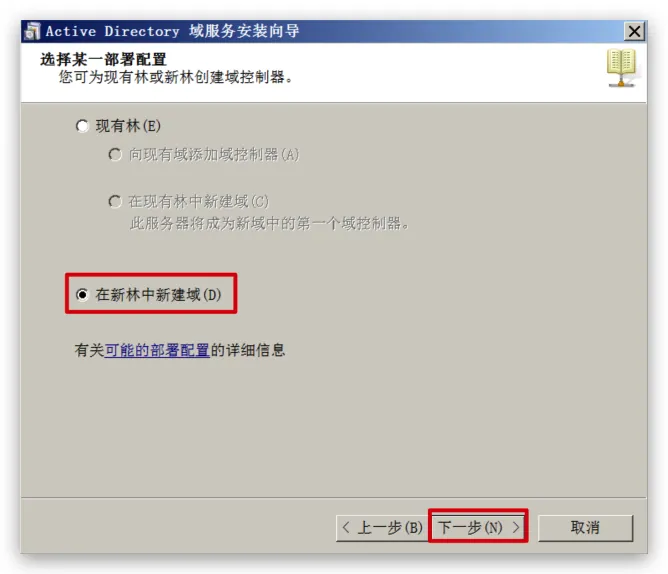 Active Directory 域服务安装向导
选择某一部署配置
您可为现有林或新林创建域控制器。
现有林(E)
向现有域添加域控制器(A)
在现有林中新建域(C)
此服务器将成为新域中的第一个域控制器。
在新林中新建域(D)
有关可能的部署配置的详细信息
< 上一步(B) 下一步(N) > 取消